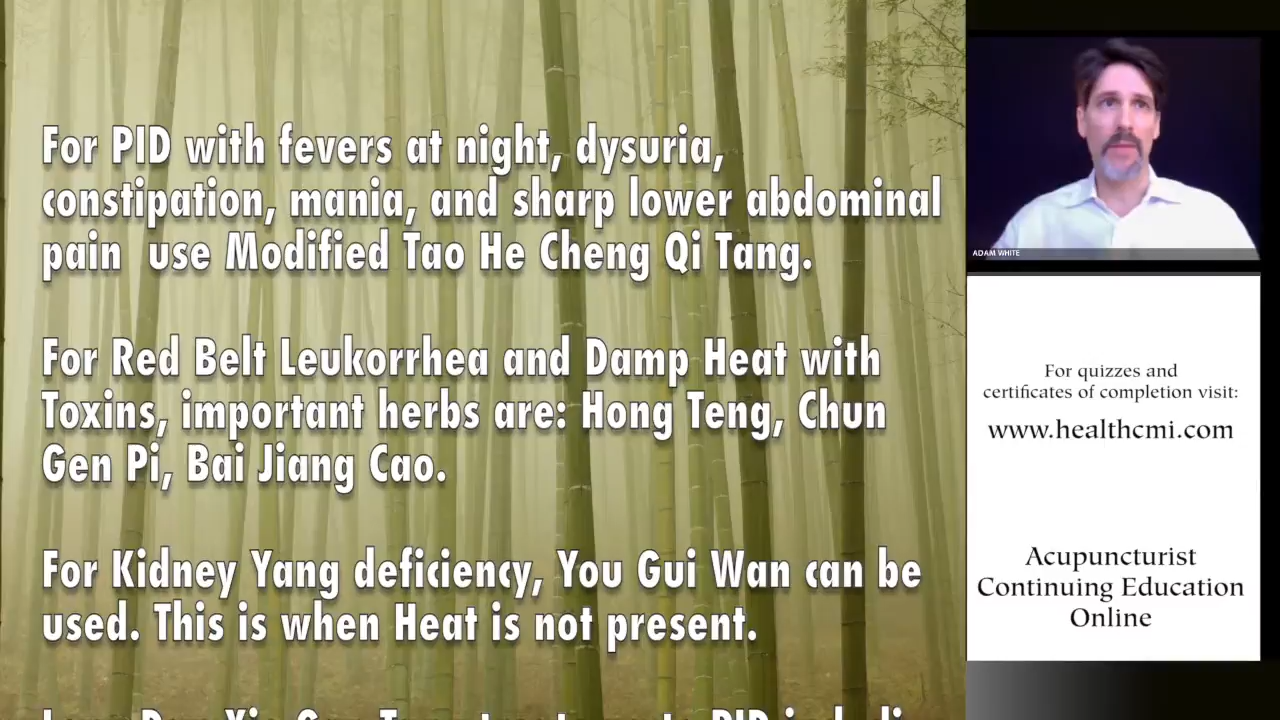 For PID with fevers at night, dysuria,
constipation, mania, and sharp lower abdominal
pain use Modified Tao He Cheng Qi Tang.
For Red Belt Leukorrhea and Damp Heat with
Toxins, important herbs are: Hong Teng, Chun
Gen Pi, Bai Jiang Cao.
For Kidney Yang deficiency, You Gui Wan can be
used. This is when Heat is not present.
ADAM WHITE
For quizzes and
certificates of completion visit:
www.healthcmi.com
Acupuncturist
Continuing Education
Online